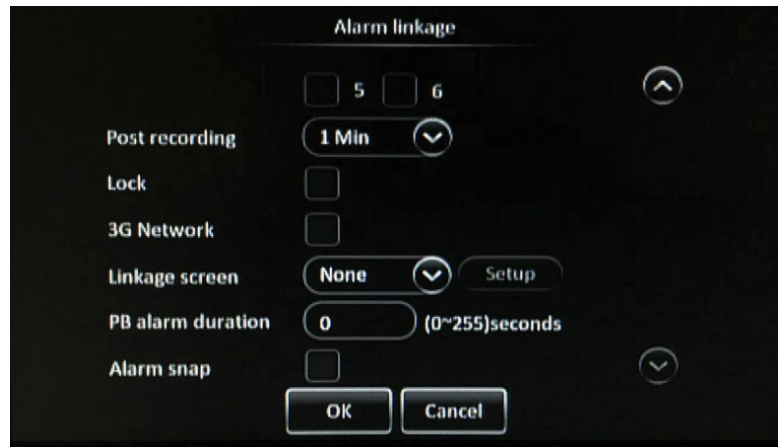 Alarm linkage
5 6
Post recording 1 Min
Lock
3G Network
Linkage screen None Setup
PB alarm duration 0 (0~255)seconds
Alarm snap
OK Cancel